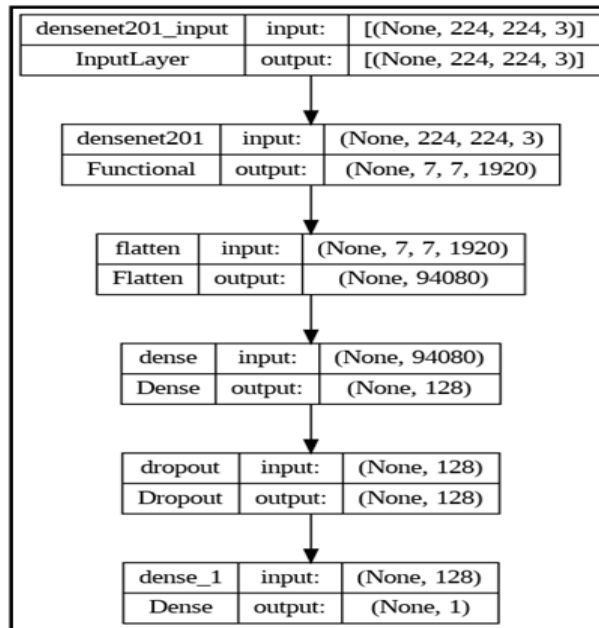 densenet201_input input: [(None, 224, 224, 3)]
InputLayer output: [(None, 224, 224, 3)]
densenet201 input: (None, 224, 224, 3)
Functional output: (None, 7, 7, 1920)
flatten input: (None, 7, 7, 1920)
Flatten output: (None, 94080)
dense input: (None, 94080)
Dense output: (None, 128)
dropout input: (None, 128)
Dropout output: (None, 128)
dense_1 input: (None, 128)
Dense output: (None, 1)